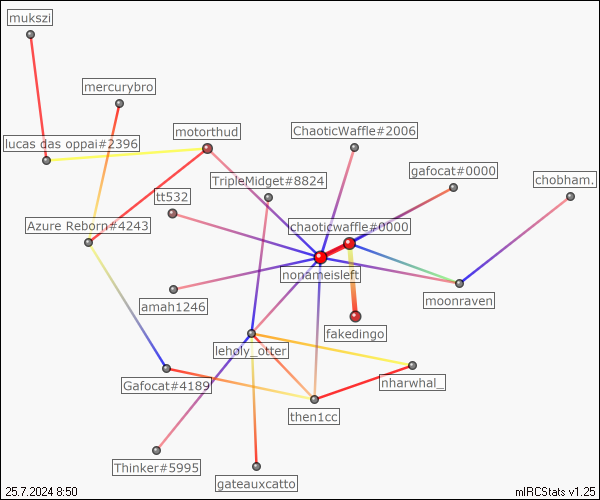 mukszi
mercurybro
lucas das oppai#2396
motorthud
ChaoticWaffle#2006
gafocat#0000
chobham.
TripleMidget#8824
tt532
Azure Reborn#4243
chaoticwaffle#0000
nonameisleft
amah1246
moonraven
fakedingo
leholy_otter
Gafocat#4189
nharwhal_
then1cc
Thinker#5995
gateauxcatto
25.7.2024 8:50
mIRCStats v1.25